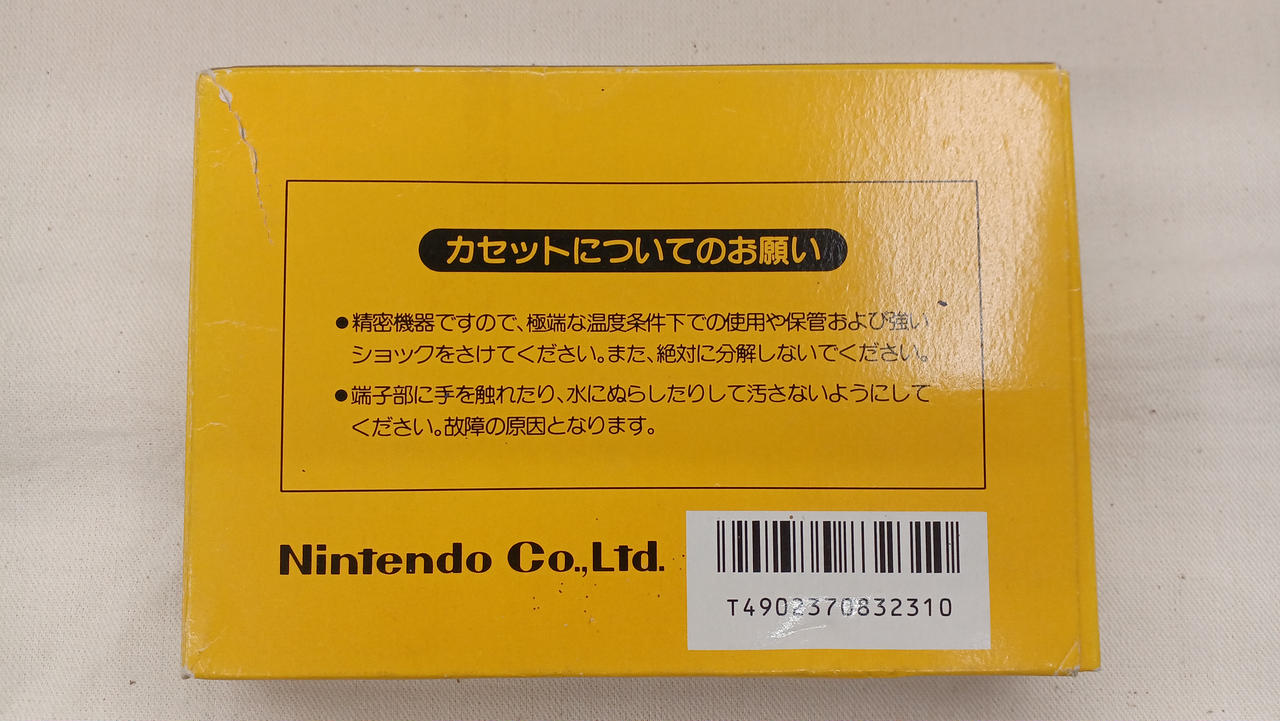 カセットについてのお願い
●精密機器ですので、極端な温度条件下での使用や保管および強い
ショックをさけてください。また、絶対に分解しないでください。
●端子部に手を触れたり、水にぬらしたりして汚さないようにして
ください。故障の原因となります。
Nintendo Co.,Ltd.
T4902370832310